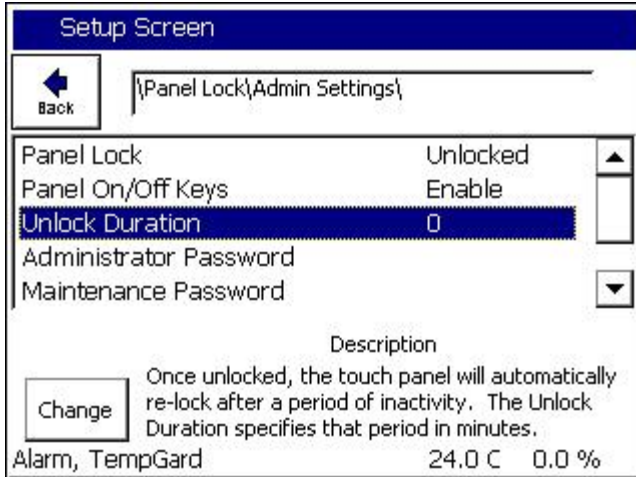 Setup Screen
Back
\Panel Lock\Admin Settings\
Panel Lock Unlocked
Panel On/Off Keys Enable
Unlock Duration 0
Administrator Password
Maintenance Password
Description
Once unlocked, the touch panel will automatically
re-lock after a period of inactivity. The Unlock
Duration specifies that period in minutes.
Change
Alarm, TempGard 24.0 C 0.0 %